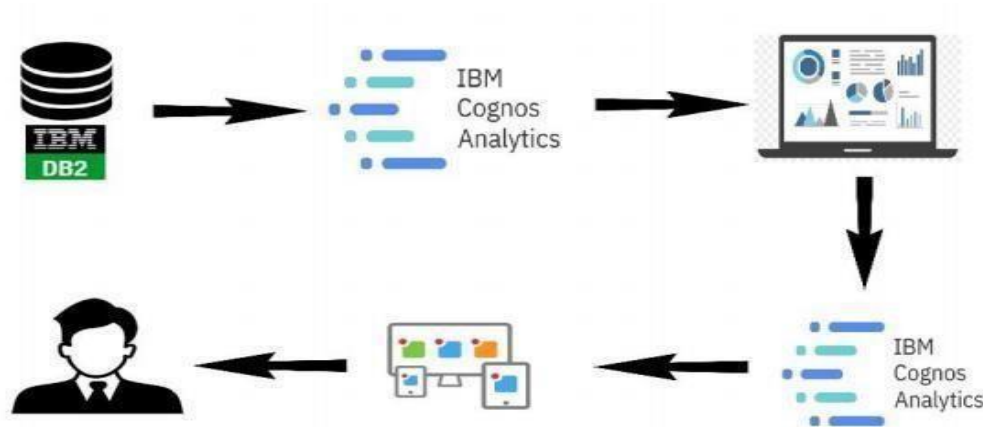 IBM
DB2
IBM
Cognos
Analytics
IBM
Cognos
Analytics